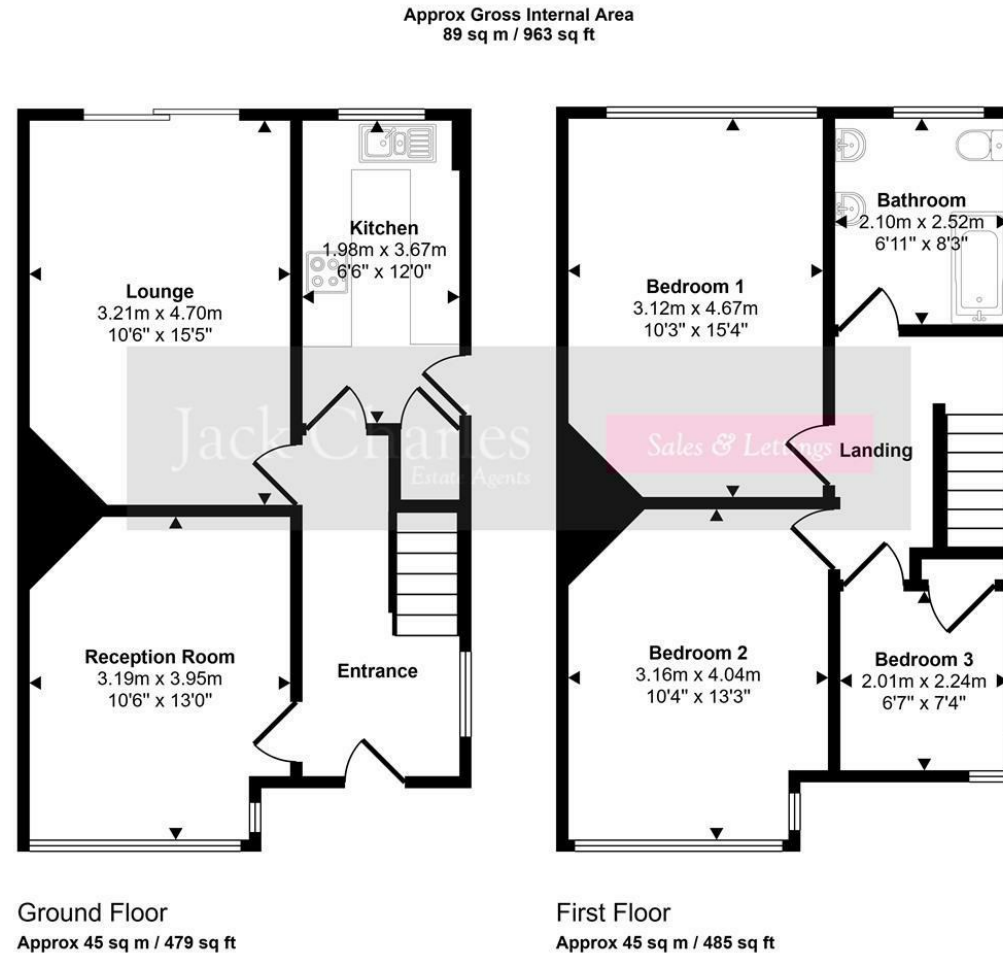 Approx Gross Internal Area
89 sq m / 963 sq ft
Kitchen
1.98m x 3.67m
6'6" x 12'0"
Lounge
3.21m x 4.70m
10'6" x 15'5"
Reception Room
3.19m x 3.95m
10'6" x 13'0"
Entrance
Bathroom
2.10m x 2.52m
6'11" x 8'3"
Bedroom 1
3.12m x 4.67m
10'3" x 15'4"
Landing
Bedroom 2
3.16m x 4.04m
10'4" x 13'3"
Bedroom 3
2.01m x 2.24m
6'7" x 7'4"
Jack Charles
Estate Agents
Sales & Lettings
Ground Floor
Approx 45 sq m / 479 sq ft
First Floor
Approx 45 sq m / 485 sq ft